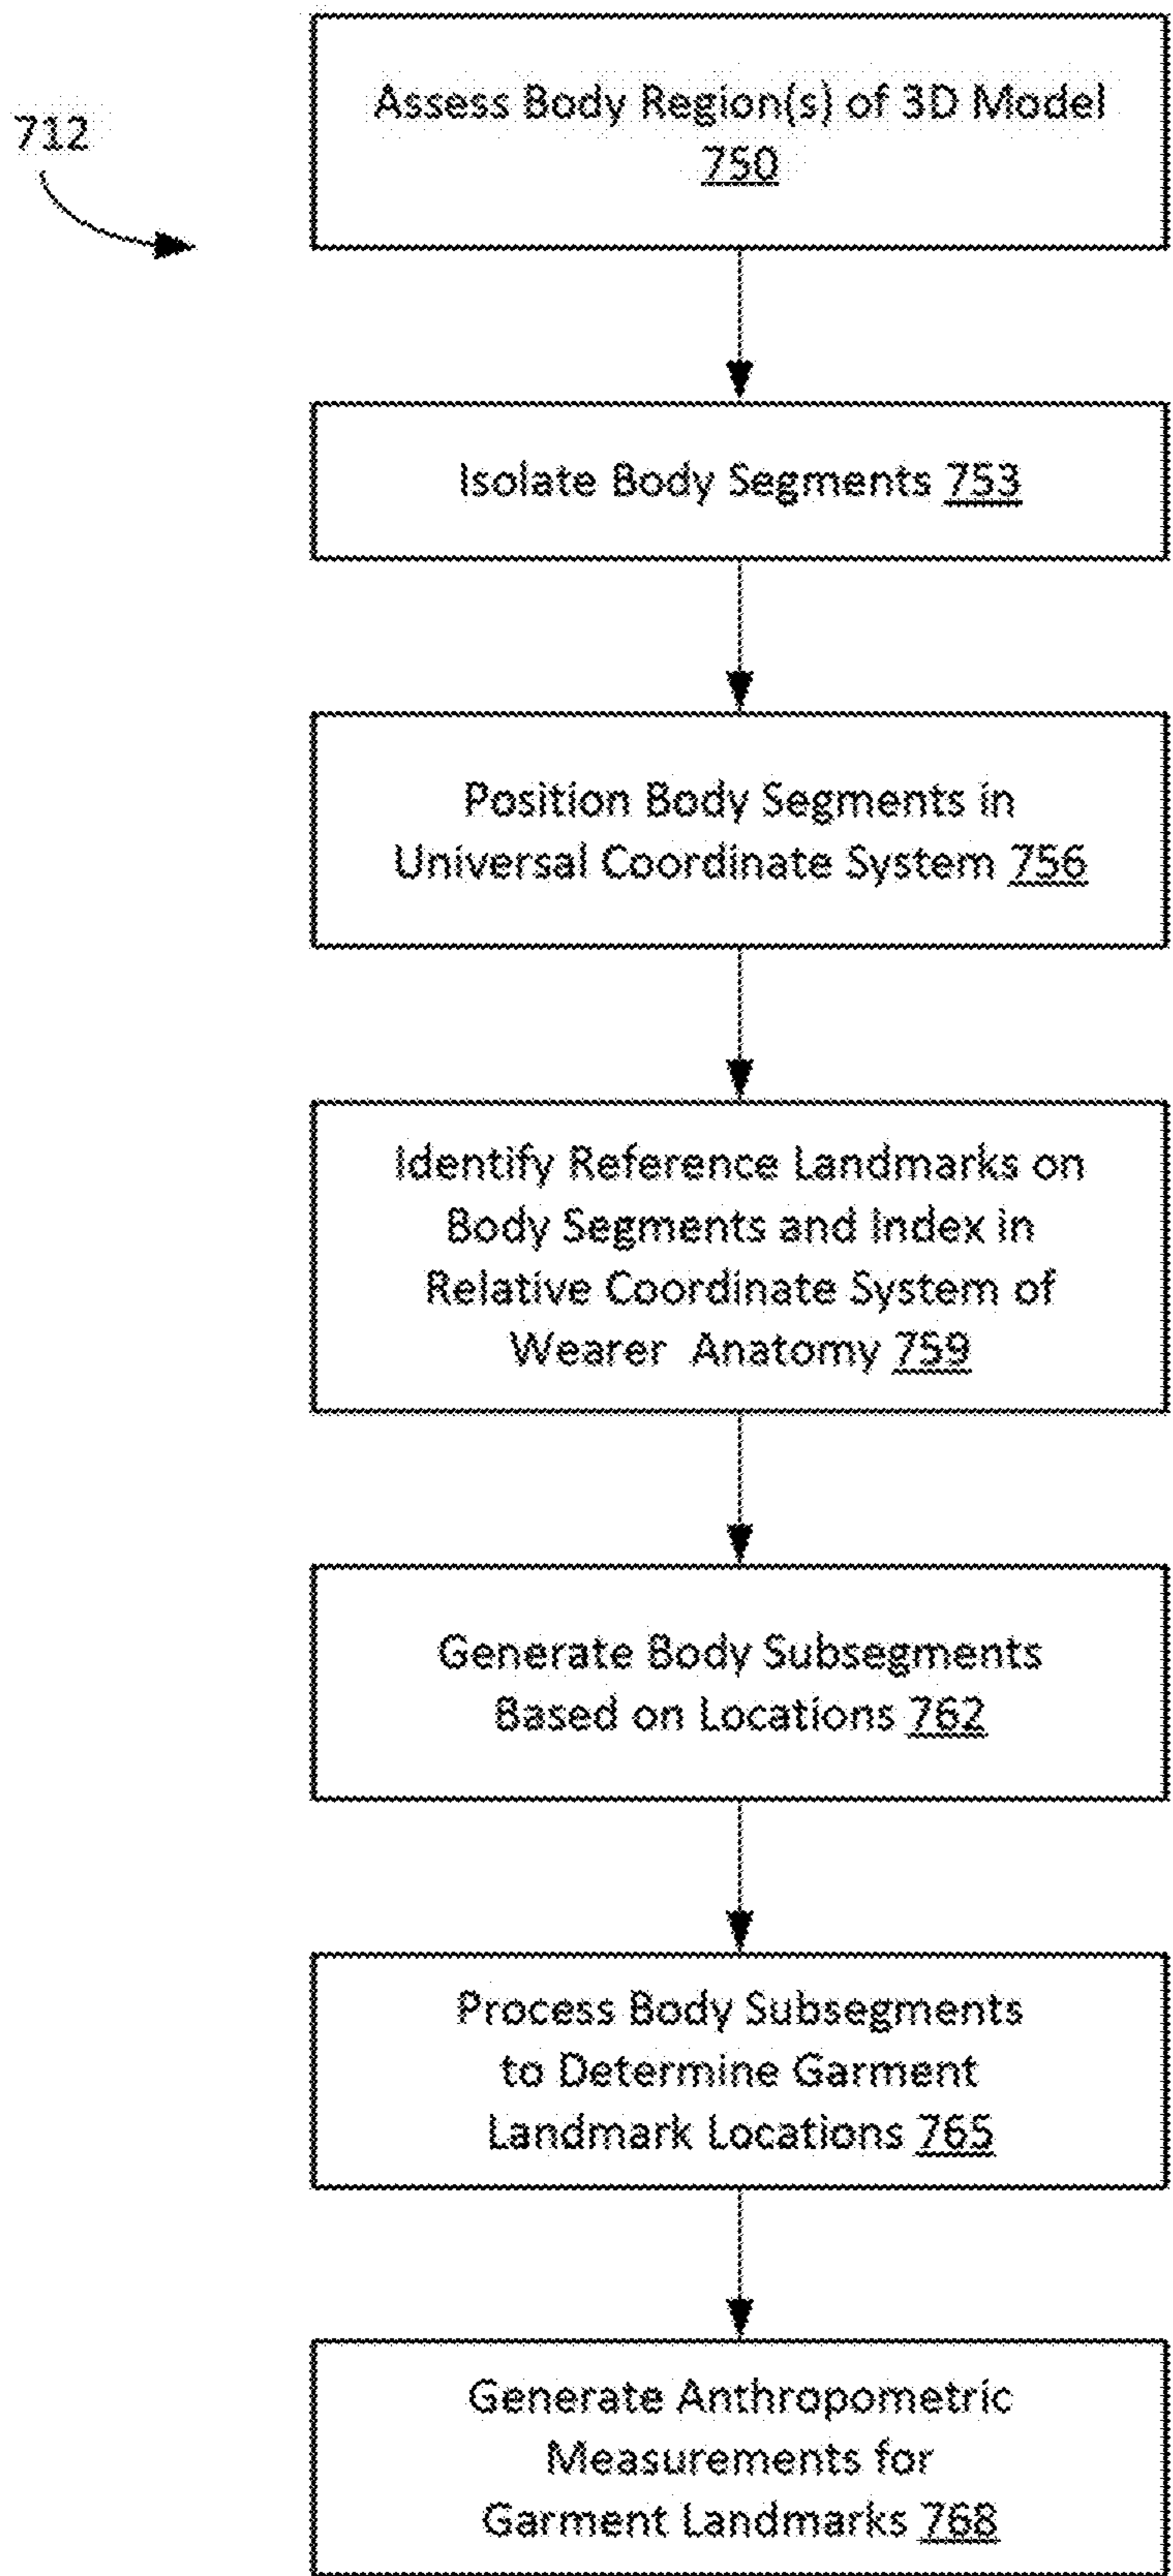 712
Assess Body Region(s) of 3D Model
750
Isolate Body Segments 753
Position Body Segments in
Universal Coordinate System 756
Identify Reference Landmarks on
Body Segments and Index in
Relative Coordinate System of
Wearer Anatomy 759
Generate Body Subsegments
Based on Locations 762
Process Body Subsegments
to Determine Garment
Landmark Locations 765
Generate Anthropometric
Measurements for
Garment Landmarks 768